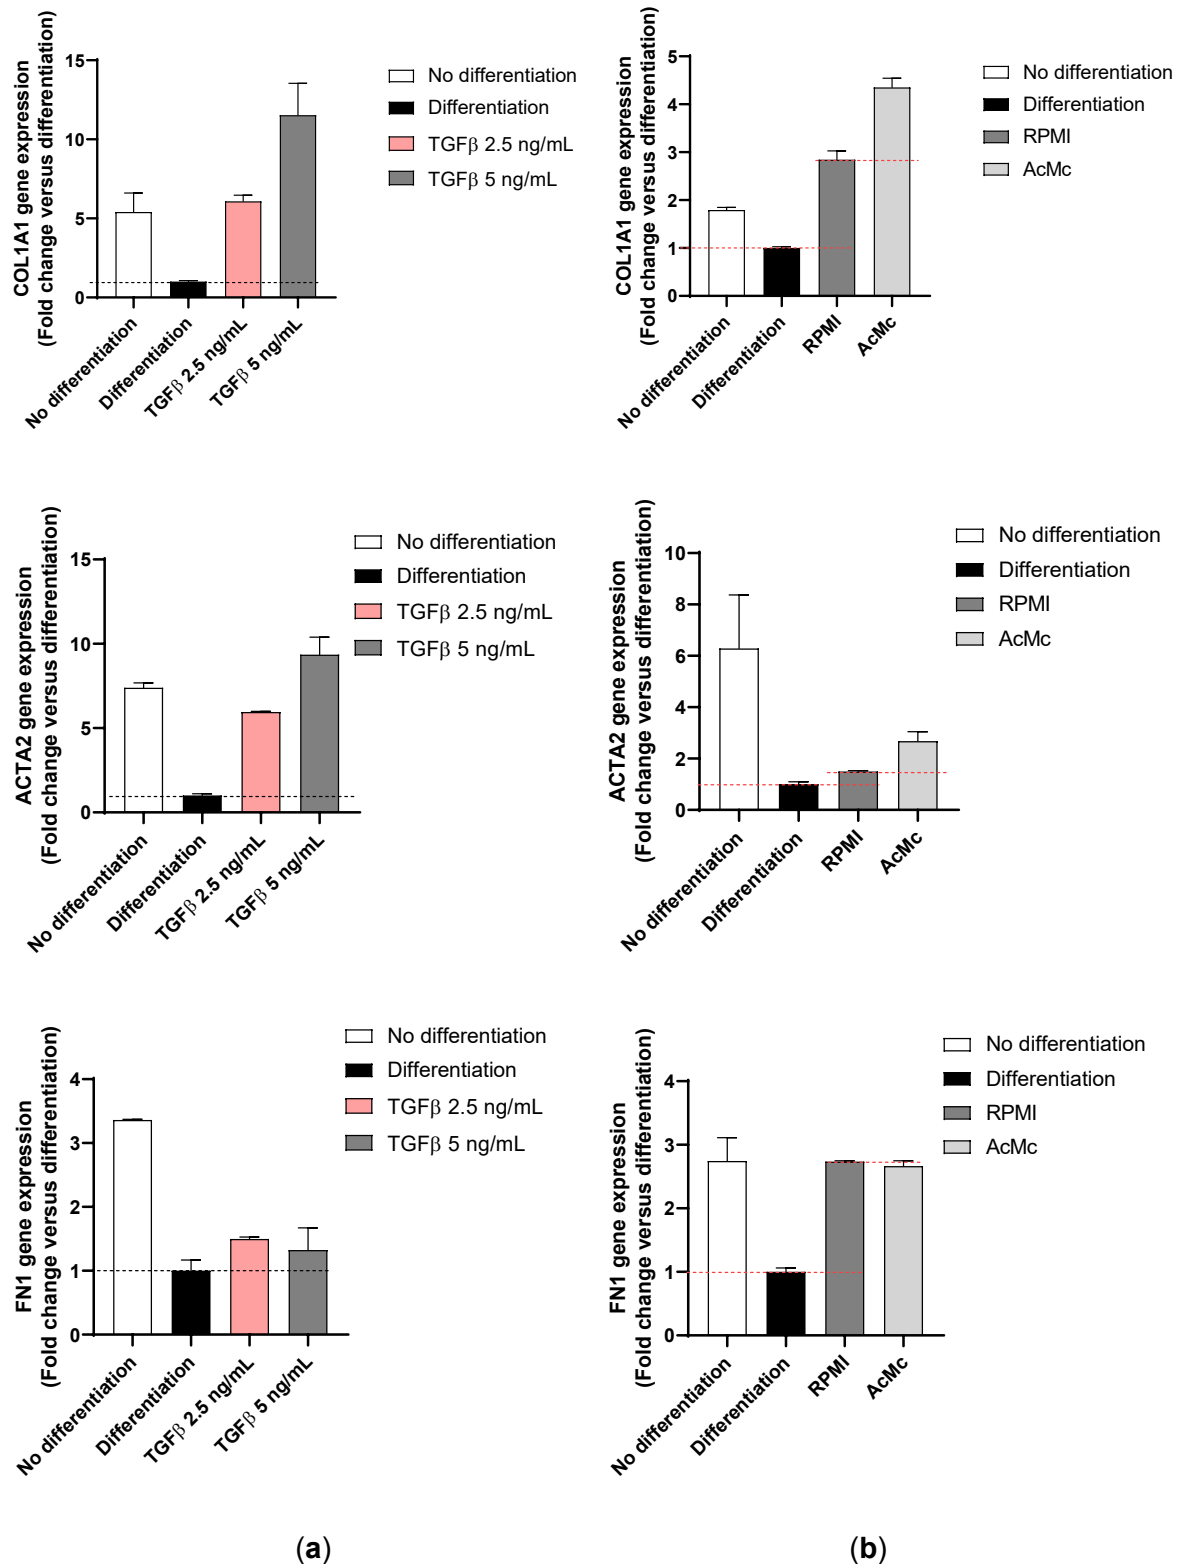 COL1A1 gene expression
(Fold change versus differentiation)
15
10
5
0
No differentiation
Differentiation
TGFβ 2.5 ng/mL
TGFβ 5 ng/mL
No differentiation
Differentiation
TGFβ 2.5 ng/mL
TGFβ 5 ng/mL
COL1A1 gene expression
(Fold change versus differentiation)
5
4
3
2
1
0
No differentiation
Differentiation
RPMI
AcMc
No differentiation
Differentiation
RPMI
AcMc
ACTA2 gene expression
(Fold change versus differentiation)
15
10
5
0
No differentiation
Differentiation
TGFβ 2.5 ng/mL
TGFβ 5 ng/mL
No differentiation
Differentiation
TGFβ 2.5 ng/mL
TGFβ 5 ng/mL
ACTA2 gene expression
(Fold change versus differentiation)
10
8
6
4
2
0
No differentiation
Differentiation
RPMI
AcMc
No differentiation
Differentiation
RPMI
AcMc
FN1 gene expression
(Fold change versus differentiation)
4
3
2
1
0
No differentiation
Differentiation
TGFβ 2.5 ng/mL
TGFβ 5 ng/mL
No differentiation
Differentiation
TGFβ 2.5 ng/mL
TGFβ 5 ng/mL
FN1 gene expression
(Fold change versus differentiation)
4
3
2
1
0
No differentiation
Differentiation
RPMI
AcMc
No differentiation
Differentiation
RPMI
AcMc
(a)
(b)